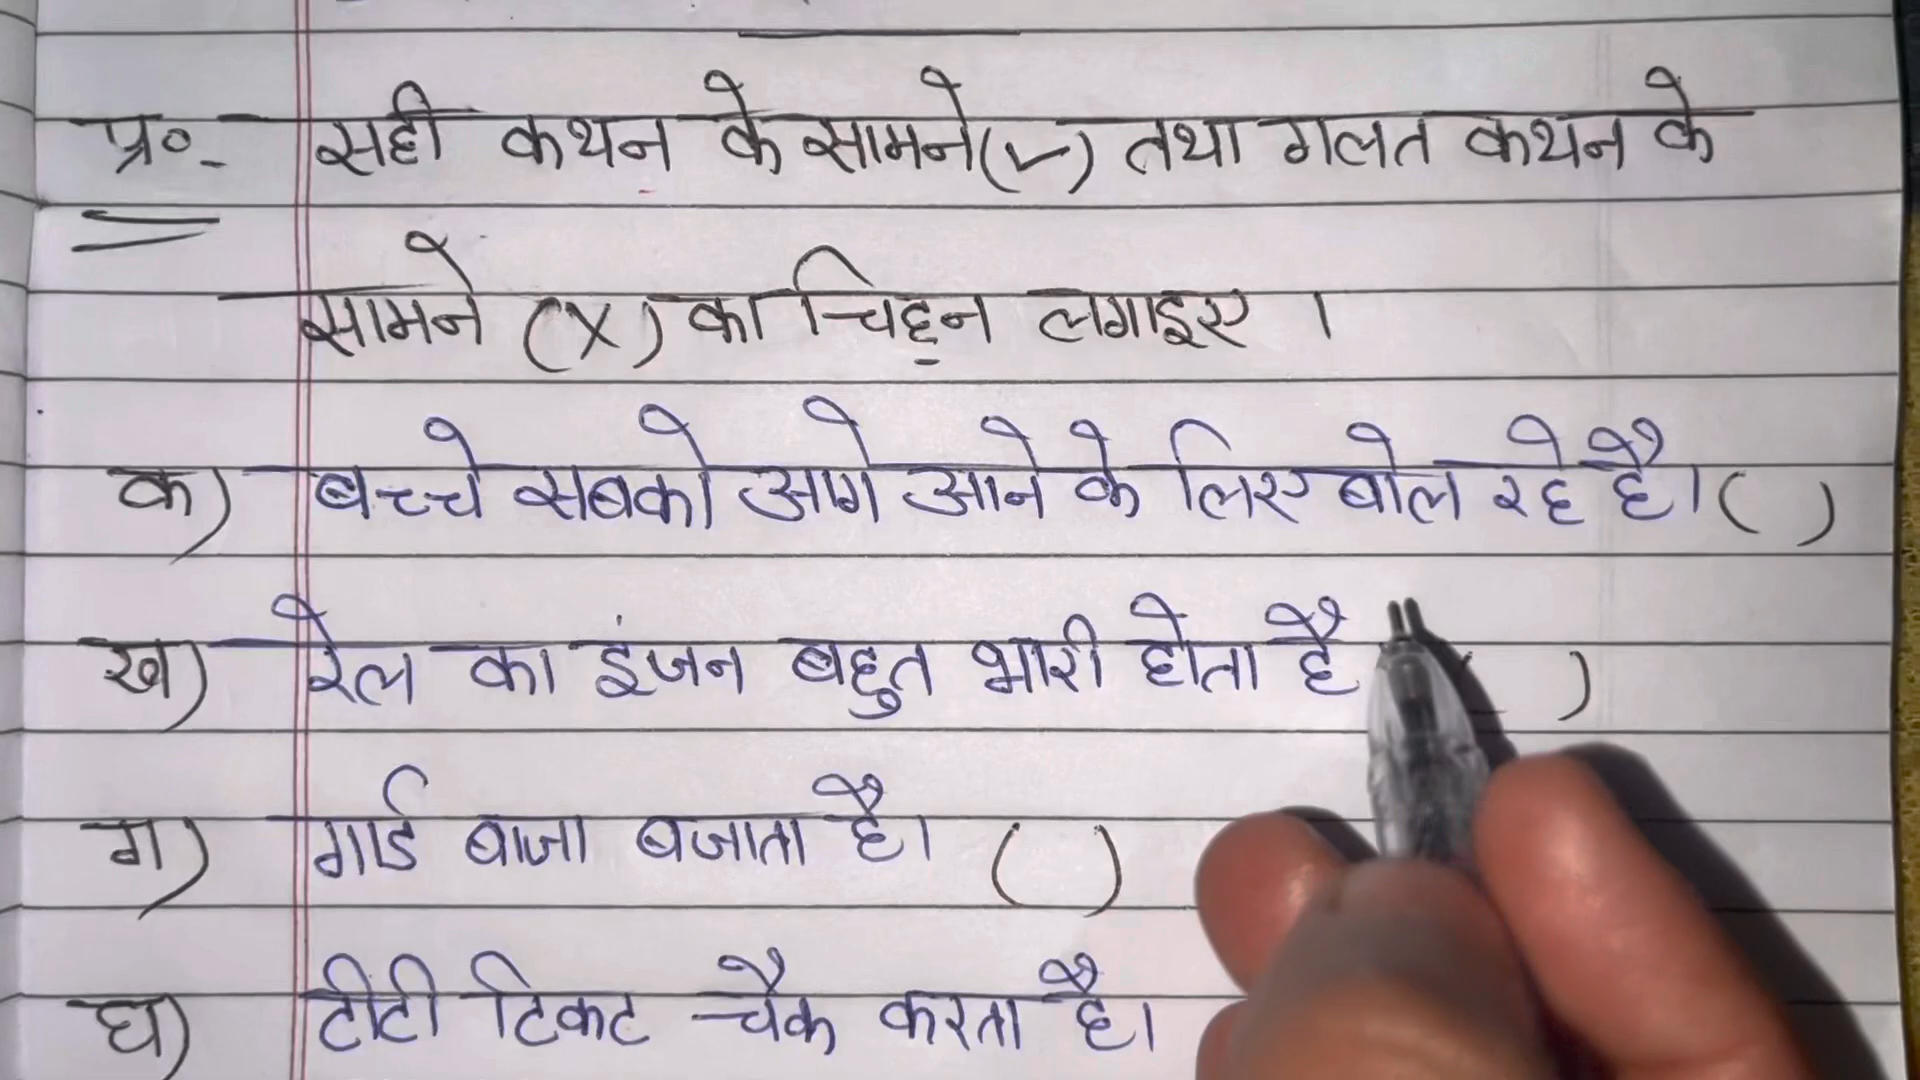 प्र०- सही कथन के सामने(✓) तथा गलत कथन के
सामने (X) का चिह्न लगाइए ।
क) बच्चे सबको आगे आने के लिए बोल रहे है। ( )
ख) रेल का इंजन बहुत भारी होता है )
ग) गार्ड बाजा बजाता है। ( )
घ) टीटी टिकट चैक करता है।